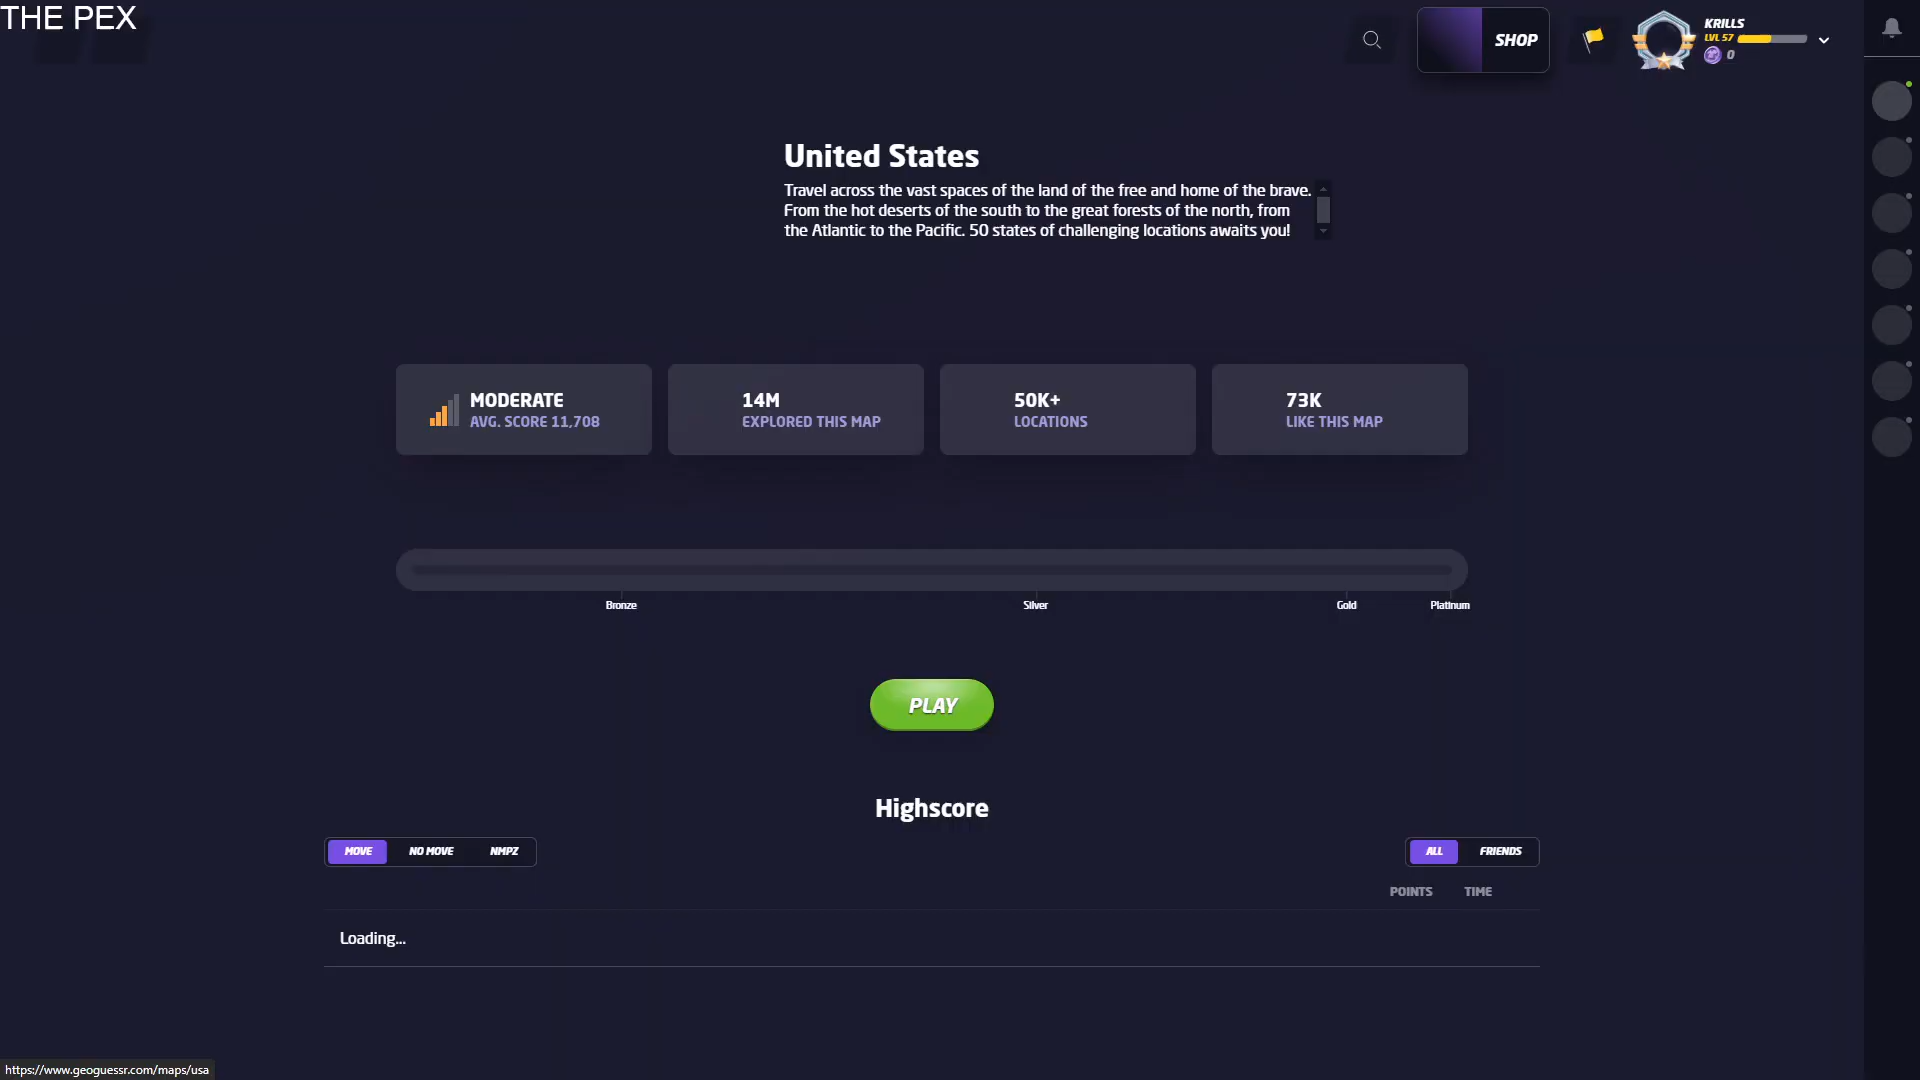 THE PEX
SHOP
KRILLS
LVL 57
0
United States
Travel across the vast spaces of the land of the free and home of the brave.
From the hot deserts of the south to the great forests of the north, from
the Atlantic to the Pacific. 50 states of challenging locations awaits you!
MODERATE
AVG. SCORE 11,708
14M
EXPLORED THIS MAP
50K+
LOCATIONS
73K
LIKE THIS MAP
Bronze
Silver
Gold
Platinum
PLAY
Highscore
MOVE NO MOVE NMPZ
ALL FRIENDS
POINTS TIME
Loading...
https://www.geoguessr.com/maps/usa